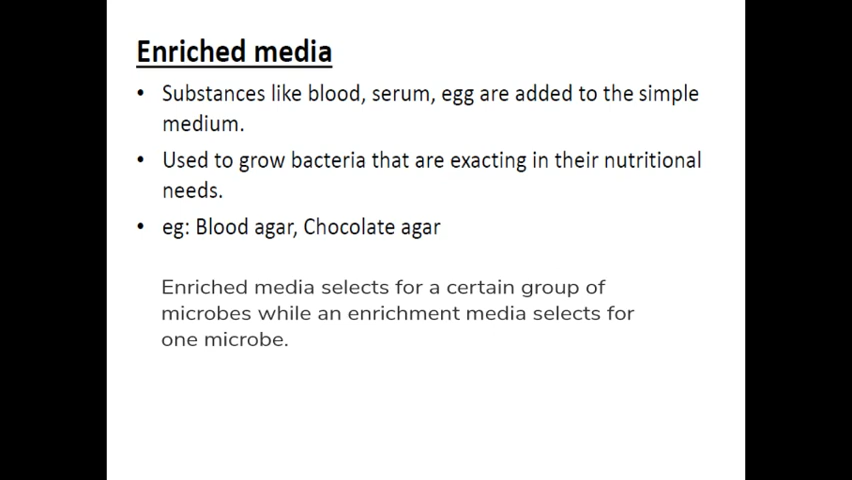 Enriched media
• Substances like blood, serum, egg are added to the simple
medium.
• Used to grow bacteria that are exacting in their nutritional
needs.
• eg: Blood agar, Chocolate agar
Enriched media selects for a certain group of
microbes while an enrichment media selects for
one microbe.